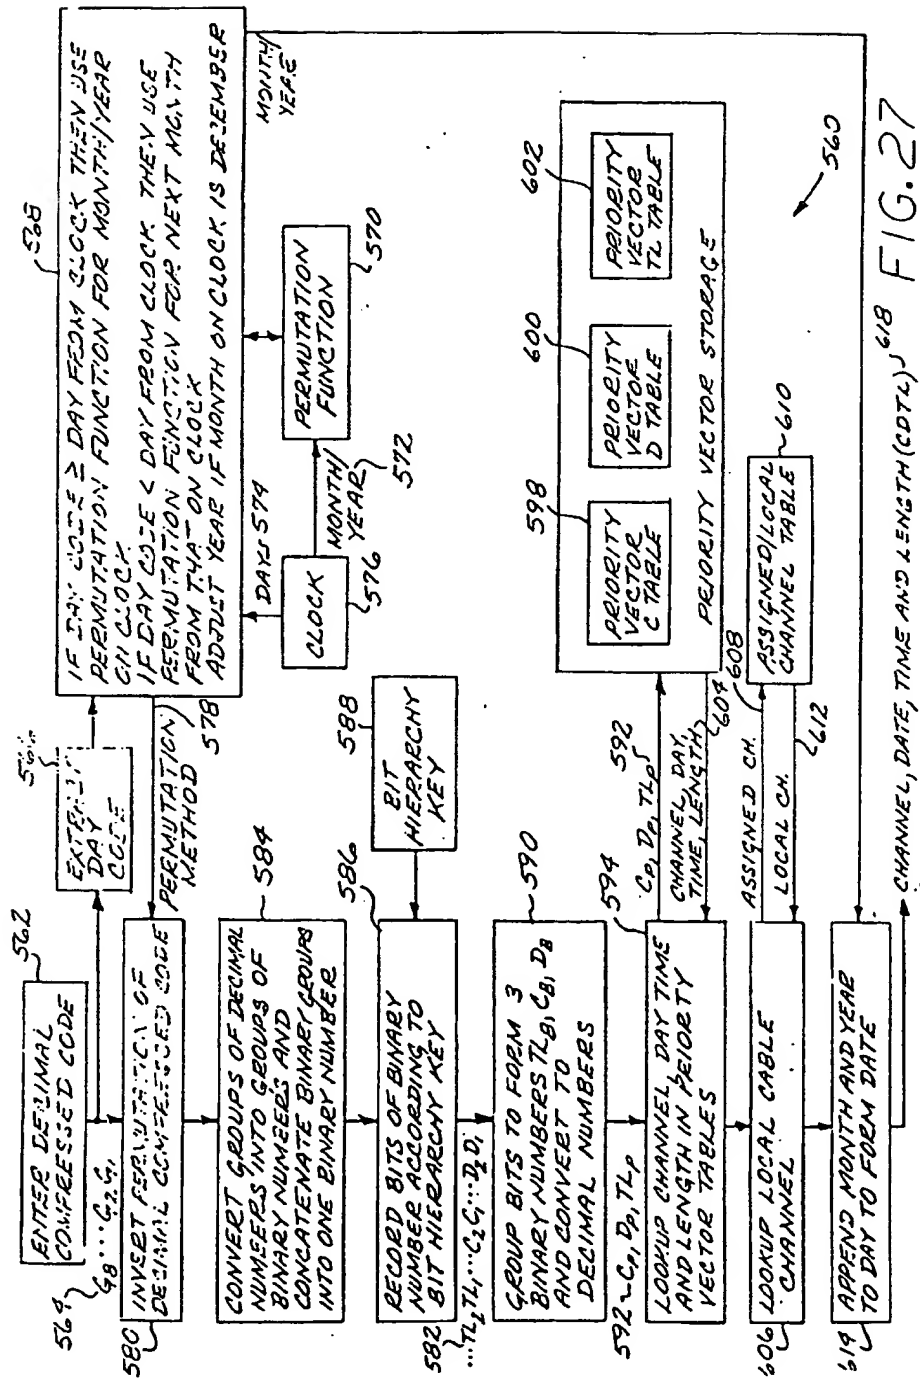 562
ENTER DECIMAL
COMPRESSED CODE
564
G8 ... G2, G1
EXTRACT
DAY
CODE
568
IF DAY CODE ≥ DAY FROM CLOCK THEN USE
PERMUTATION FUNCTION FOR MONTH/YEAR
ON CLOCK
IF DAY CODE < DAY FROM CLOCK THEN USE
PERMUTATION FUNCTION FOR NEXT MONTH
FROM THAT ON CLOCK
ADJUST YEAR IF MONTH ON CLOCK IS DECEMBER
MONTH/
YEAR
DAY 574
CLOCK
576
MONTH/
YEAR
572
PERMUTATION
FUNCTION
570
PERMUTATION
METHOD
578
580
INVERT PERMUTATION OF
DECIMAL COMPRESSED CODE
584
CONVERT GROUPS OF DECIMAL
NUMBERS INTO GROUPS OF
BINARY NUMBERS AND
CONCATENATE BINARY GROUPS
INTO ONE BINARY NUMBER
586
RECORD BITS OF BINARY
NUMBER ACCORDING TO
BIT HIERARCHY KEY
588
BIT
HIERARCHY
KEY
582
...TL2TL1...C2C1...D2D1
590
GROUP BITS TO FORM 3
BINARY NUMBERS TLB, CB, DB
AND CONVERT TO
DECIMAL NUMBERS
592~CP, DP, TLP
594
LOOKUP CHANNEL, DAY TIME
AND LENGTH IN PRIORITY
VECTOR TABLES
592
CP, DP, TLP
CHANNEL, DAY,
TIME, LENGTH
604
598
PRIORITY
VECTOR
C TABLE
600
PRIORITY
VECTOR
D TABLE
602
PRIORITY
VECTOR
TL TABLE
PRIORITY VECTOR STORAGE
606
LOOKUP LOCAL CABLE
CHANNEL
ASSIGNED CH.
608
LOCAL CH.
612
ASSIGNED/LOCAL
CHANNEL TABLE
610
614
APPEND MONTH AND YEAR
TO DAY TO FORM DATE
CHANNEL, DATE, TIME AND LENGTH (CDTL)
618
560
FIG. 27